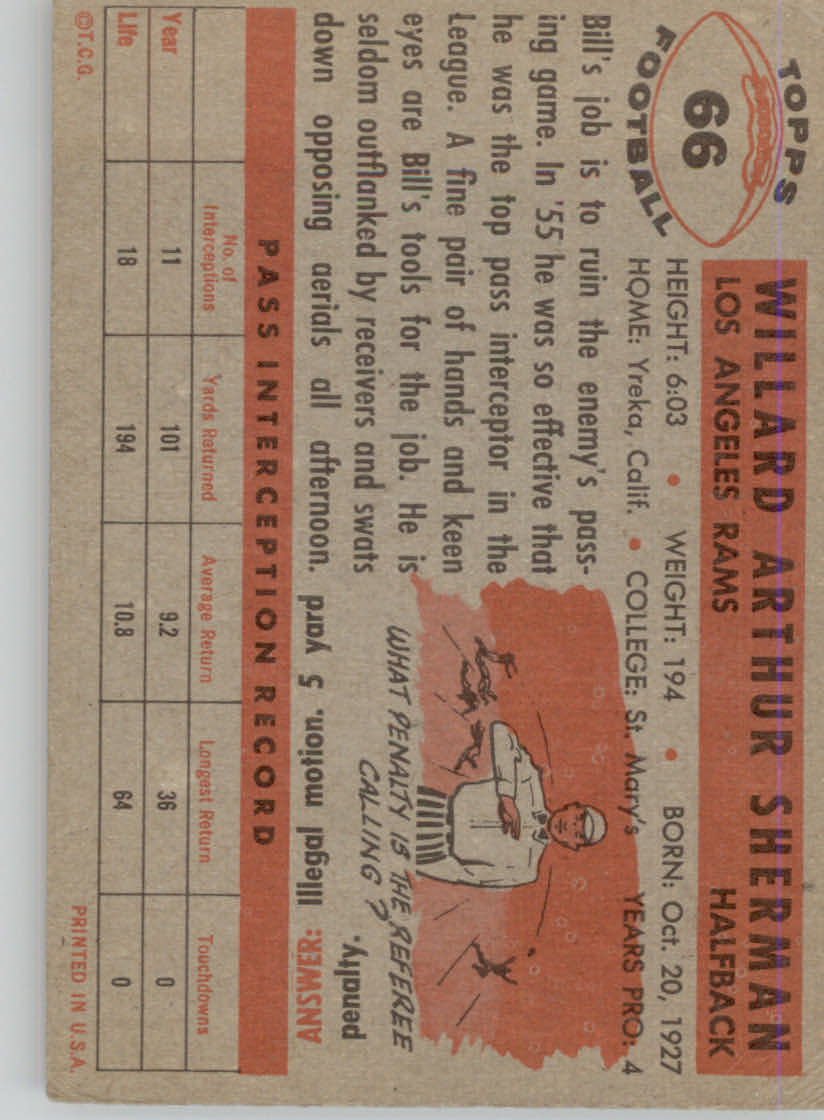 TOPPS
66
FOOTBALL
WILLARD ARTHUR SHERMAN
LOS ANGELES RAMS HALFBACK
HEIGHT: 6:03 • WEIGHT: 194 • BORN: Oct. 20, 1927
HOME: Yreka, Calif. • COLLEGE: St. Mary's YEARS PRO: 4
Bill's job is to ruin the enemy's pass-
ing game. In '55 he was so effective that
he was the top pass interceptor in the
League. A fine pair of hands and keen
eyes are Bill's tools for the job. He is
seldom outflanked by receivers and swats
down opposing aerials all afternoon.
WHAT PENALTY IS THE REFEREE
CALLING?
ANSWER: Illegal motion. 5 yard
penalty.
PASS INTERCEPTION RECORD
No. of
Interceptions Yards Returned Average Return Longest Return Touchdowns
Year 11 101 9.2 36 0
Life 18 194 10.8 64 0
©T.C.G. PRINTED IN U.S.A.